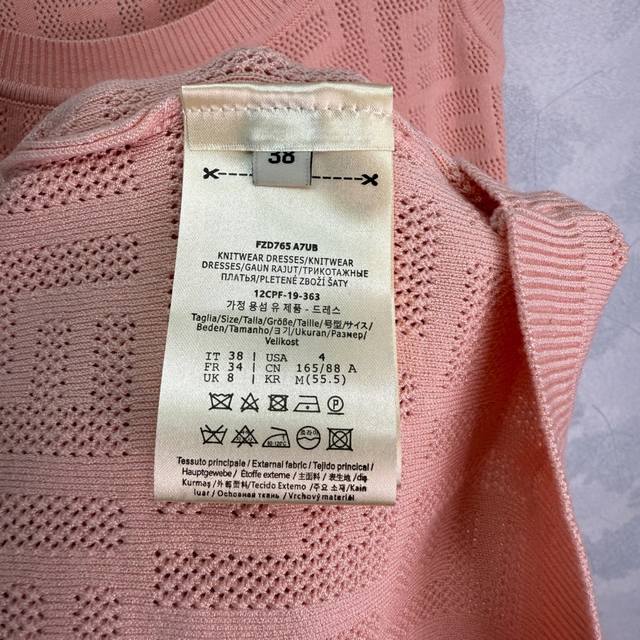 38
FZD765 A7UB
KNITWEAR DRESSES/KNITWEAR
DRESSES/GAUN RAJUT/ТРИКОТАЖНЫЕ
ПЛАТЬЯ/PLETENÉ ZBOŽÍ ŠATY
12CPF-19-363
가정 용섬 유 제품 - 드레스
Taglia/Size/Talla/Größe/Taille/号型/サイズ/
Beden/Tamanho/크기/Ukuran/Размер/
Velikost
IT 38 USA 4
FR 34 CN 165/88 A
UK 8 KR M(55.5)
Tessuto principale / External fabric / Tejido principal /
Hauptgewebe / Étoffe externe / 主面料 / 表生地 / dış
Kurmaş / 外部面料 / Tecido Externo / 주요 소재 / Kain
luar / Основная ткань / Vrchový materiál